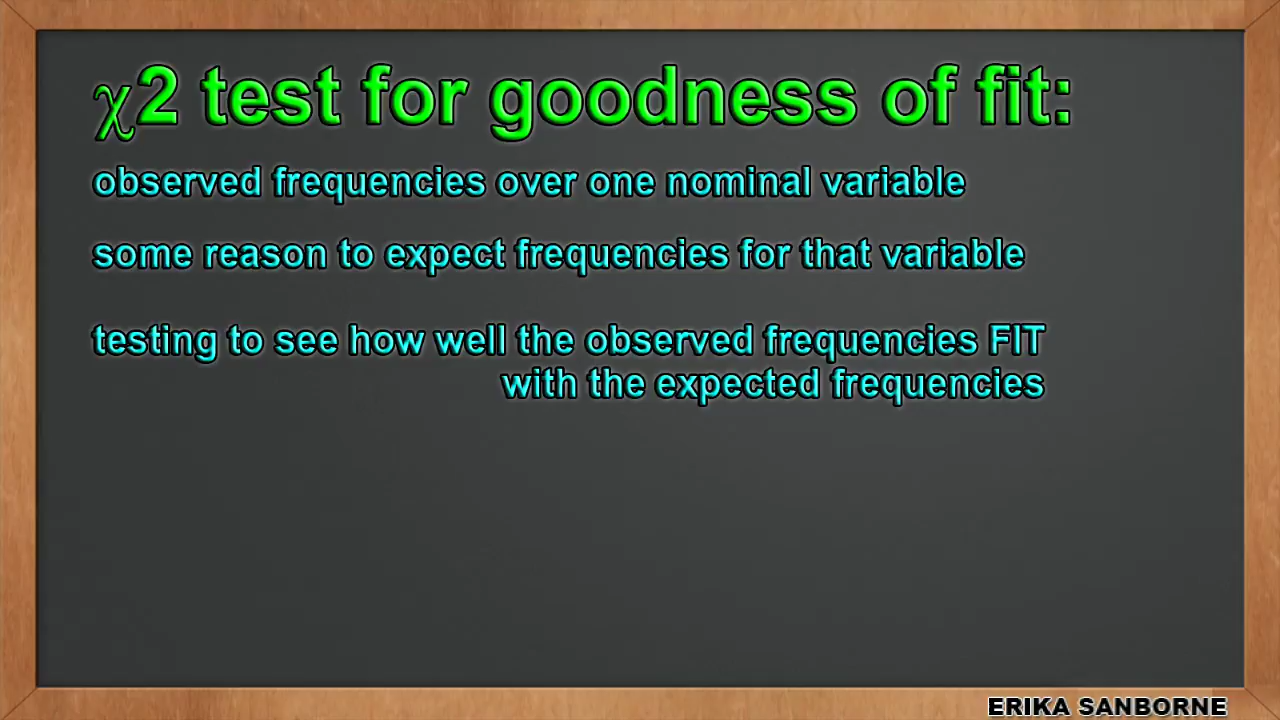 χ2 test for goodness of fit:
observed frequencies over one nominal variable
some reason to expect frequencies for that variable
testing to see how well the observed frequencies FIT
with the expected frequencies
ERIKA SANBORNE